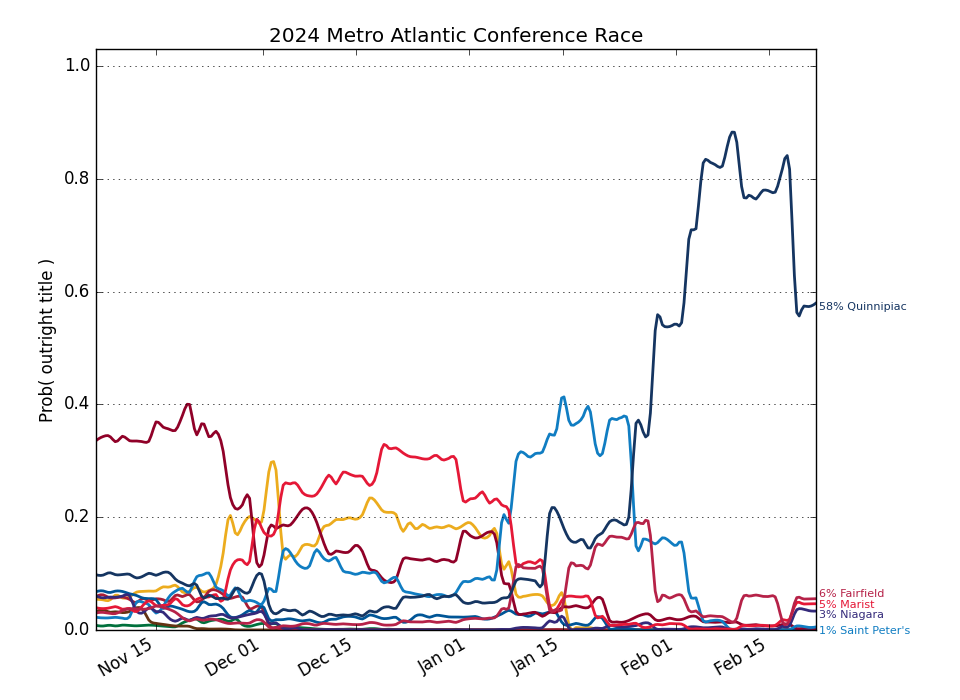 2024 Metro Atlantic Conference Race
Prob( outright title )
1.0
0.8
0.6
0.4
0.2
0.0
58% Quinnipiac
6% Fairfield
5% Marist
3% Niagara
1% Saint Peter's
Nov 15
Dec 01
Dec 15
Jan 01
Jan 15
Feb 01
Feb 15